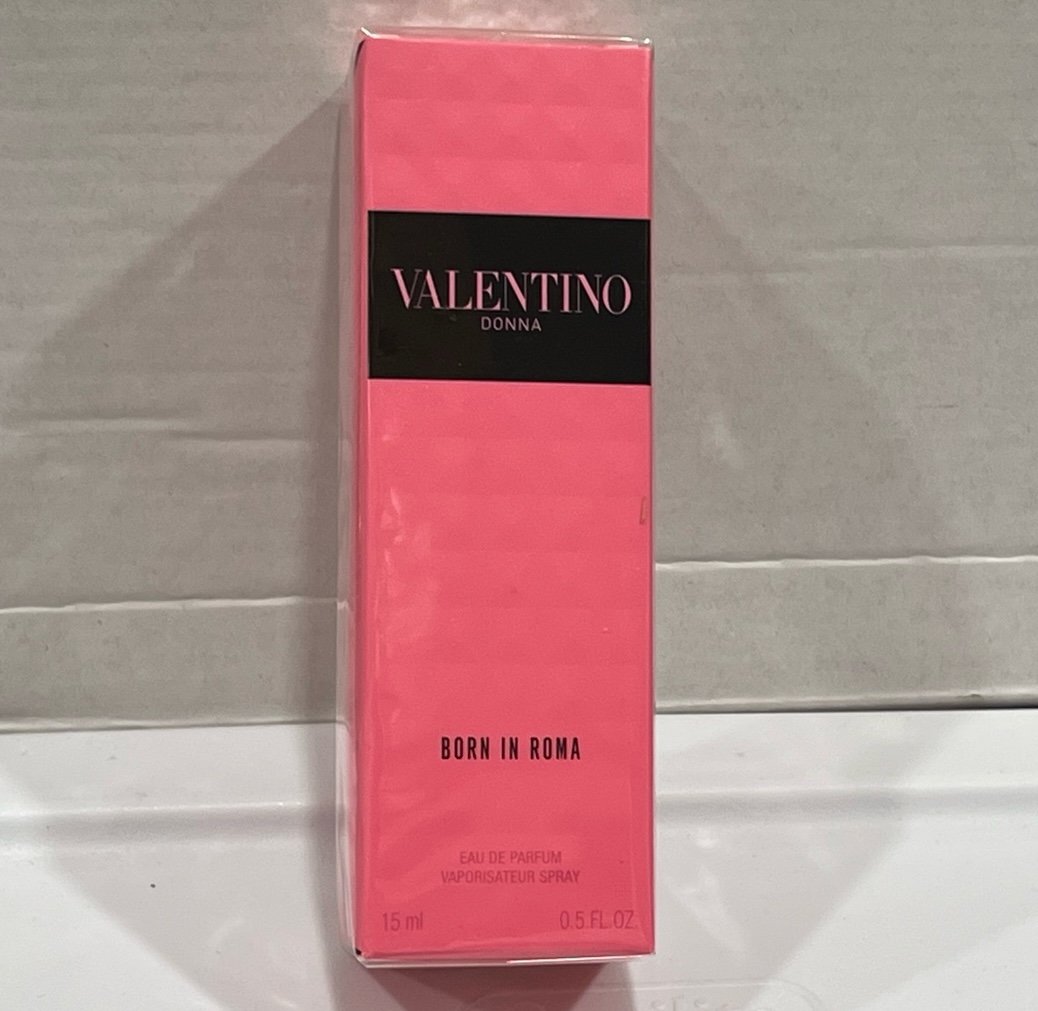 VALENTINO
DONNA
BORN IN ROMA
EAU DE PARFUM
VAPORISATEUR SPRAY
15 ml 0.5 FL.OZ.